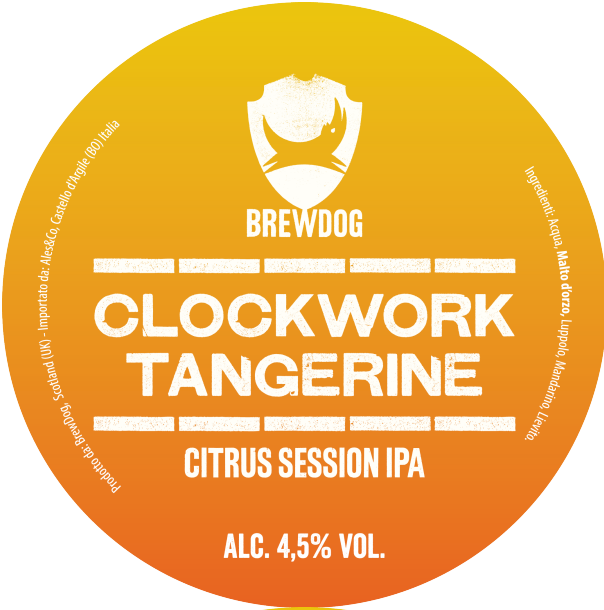 BREWDOG
CLOCKWORK
TANGERINE
CITRUS SESSION IPA
ALC. 4,5% VOL.
Prodotto da: BrewDog, Scotland (UK) - Importato da: Ales&Co, Castello d'Argile (BO) Italia
Ingredienti: Acqua, Malto d'orzo, Luppolo, Mandarino, Lievito.